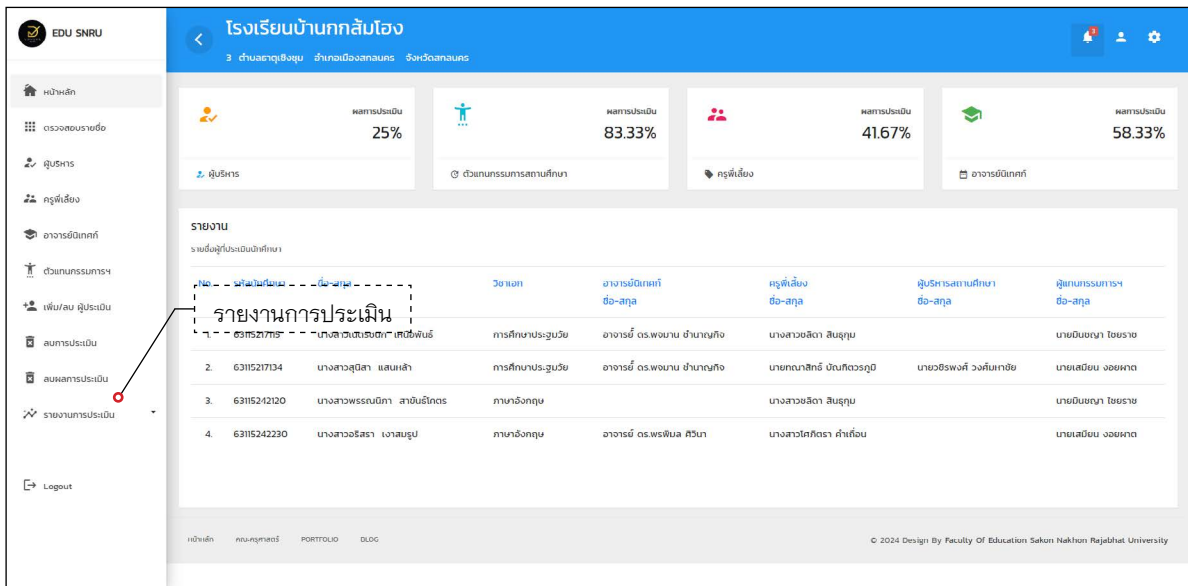 EDU SNRU
โรงเรียนบ้านกกส้มโฮง
3 ตำบลธาตุเชิงชุม อำเภอเมืองสกลนคร จังหวัดสกลนคร
3
หน้าหลัก
ตรวจสอบรายชื่อ
ผู้บริหาร
ครูพี่เลี้ยง
อาจารย์นิเทศก์
ตัวแทนกรรมการฯ
เพิ่ม/ลบ ผู้ประเมิน
ลบการประเมิน
ลบผลการประเมิน
รายงานการประเมิน
Logout
ผลการประเมิน
25%
ผู้บริหาร
ผลการประเมิน
83.33%
ตัวแทนกรรมการสถานศึกษา
ผลการประเมิน
41.67%
ครูพี่เลี้ยง
ผลการประเมิน
58.33%
อาจารย์นิเทศก์
รายงาน
รายชื่อผู้ที่ประเมินนักศึกษา
No. รหัสนักศึกษา ชื่อ-สกุล วิชาเอก อาจารย์นิเทศก์ ครูพี่เลี้ยง ผู้บริหารสถานศึกษา ผู้แทนกรรมการฯ
ชื่อ-สกุล ชื่อ-สกุล ชื่อ-สกุล ชื่อ-สกุล
รายงานการประเมิน
1. 63115217115 การศึกษาประฐมวัย อาจารย์ ดร.พจมาน ชำนาญกิจ นางสาวชลิดา สินธุกุม นายมินชญา ไชยราช
2. 63115217134 นางสาวสุนิสา แสนหล้า การศึกษาประฐมวัย อาจารย์ ดร.พจมาน ชำนาญกิจ นายคณาสิทธ์ บัณฑิตวรภูมิ นายวชิรพงศ์ วงศ์มหาชัย นายเสมียน งอยผาด
3. 63115242120 นางสาวพรรณนิภา สาขันธ์โคตร ภาษาอังกฤษ นางสาวชลิดา สินธุกุม นายมินชญา ไชยราช
4. 63115242230 นางสาวอริสรา เงาสมรูป ภาษาอังกฤษ อาจารย์ ดร.พรพิมล ศิวินา นางสาวโศภิตรา คำเถื่อน นายเสมียน งอยผาด
หน้าหลัก คณะครุศาสตร์ PORTFOLIO BLOG
© 2024 Design By Faculty Of Education Sakon Nakhon Rajabhat University